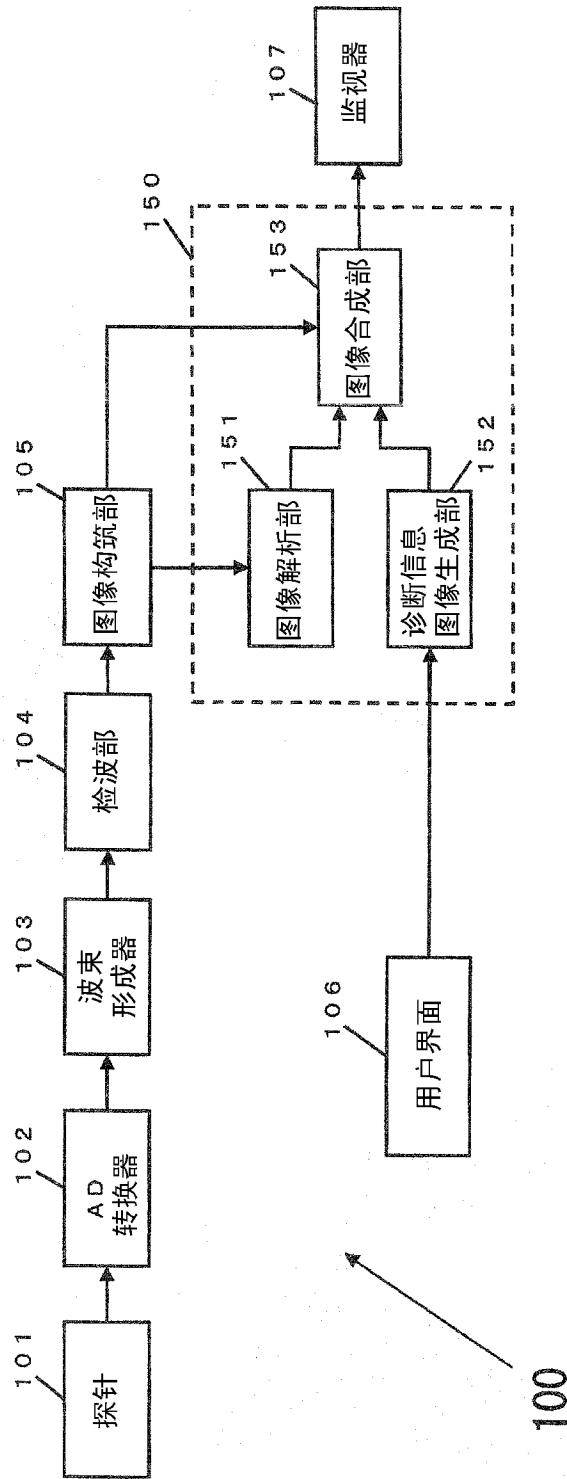 101
探针
102
AD
转换器
103
波束
形成器
104
检波部
105
图像构筑部
150
151
图像解析部
153
图像合成部
107
监视器
106
用户界面
152
诊断信息
图像生成部
100